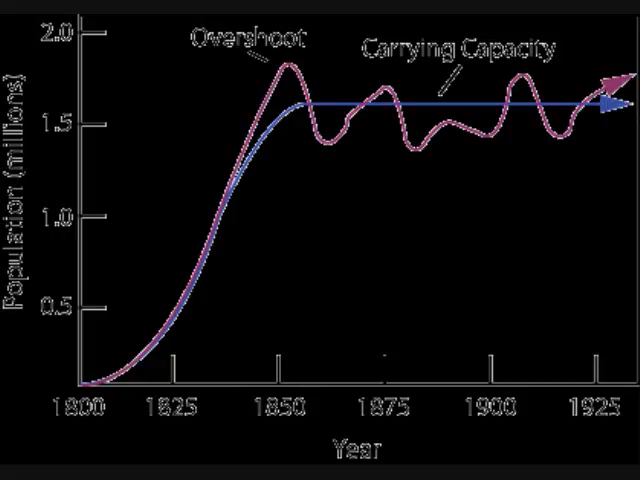 2.0
Overshoot
Carrying Capacity
1.5
Population (millions)
1.0
0.5
1800 1825 1850 1875 1900 1925
Year